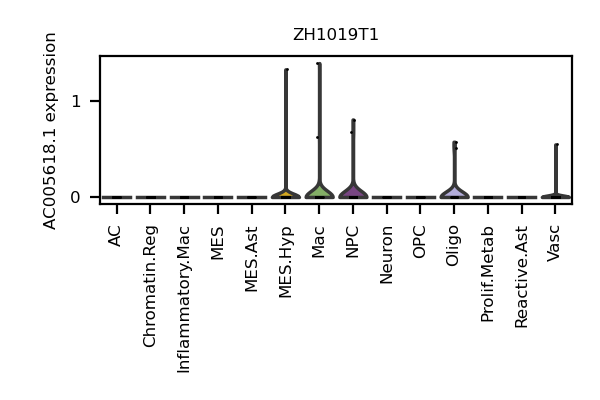 ZH1019T1
AC005618.1 expression
1
0
AC
Chromatin.Reg
Inflammatory.Mac
MES
MES.Ast
MES.Hyp
Mac
NPC
Neuron
OPC
Oligo
Prolif.Metab
Reactive.Ast
Vasc